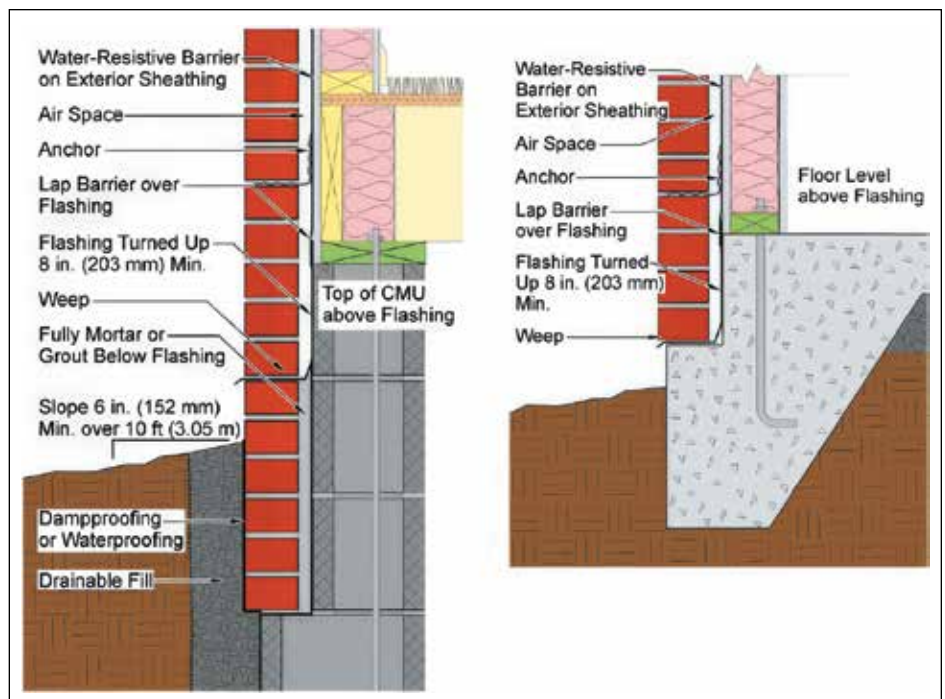 Water-Resistive Barrier
on Exterior Sheathing
Air Space
Anchor
Lap Barrier over
Flashing
Flashing Turned Up
8 in. (203 mm) Min.
Weep
Fully Mortar or
Grout Below Flashing
Slope 6 in. (152 mm)
Min. over 10 ft (3.05 m)
Dampproofing
or Waterproofing
Drainable Fill
Top of CMU
above Flashing
Water-Resistive
Barrier on
Exterior Sheathing
Air Space
Anchor
Lap Barrier
over Flashing
Flashing Turned
Up 8 in. (203 mm)
Min.
Weep
Floor Level
above Flashing